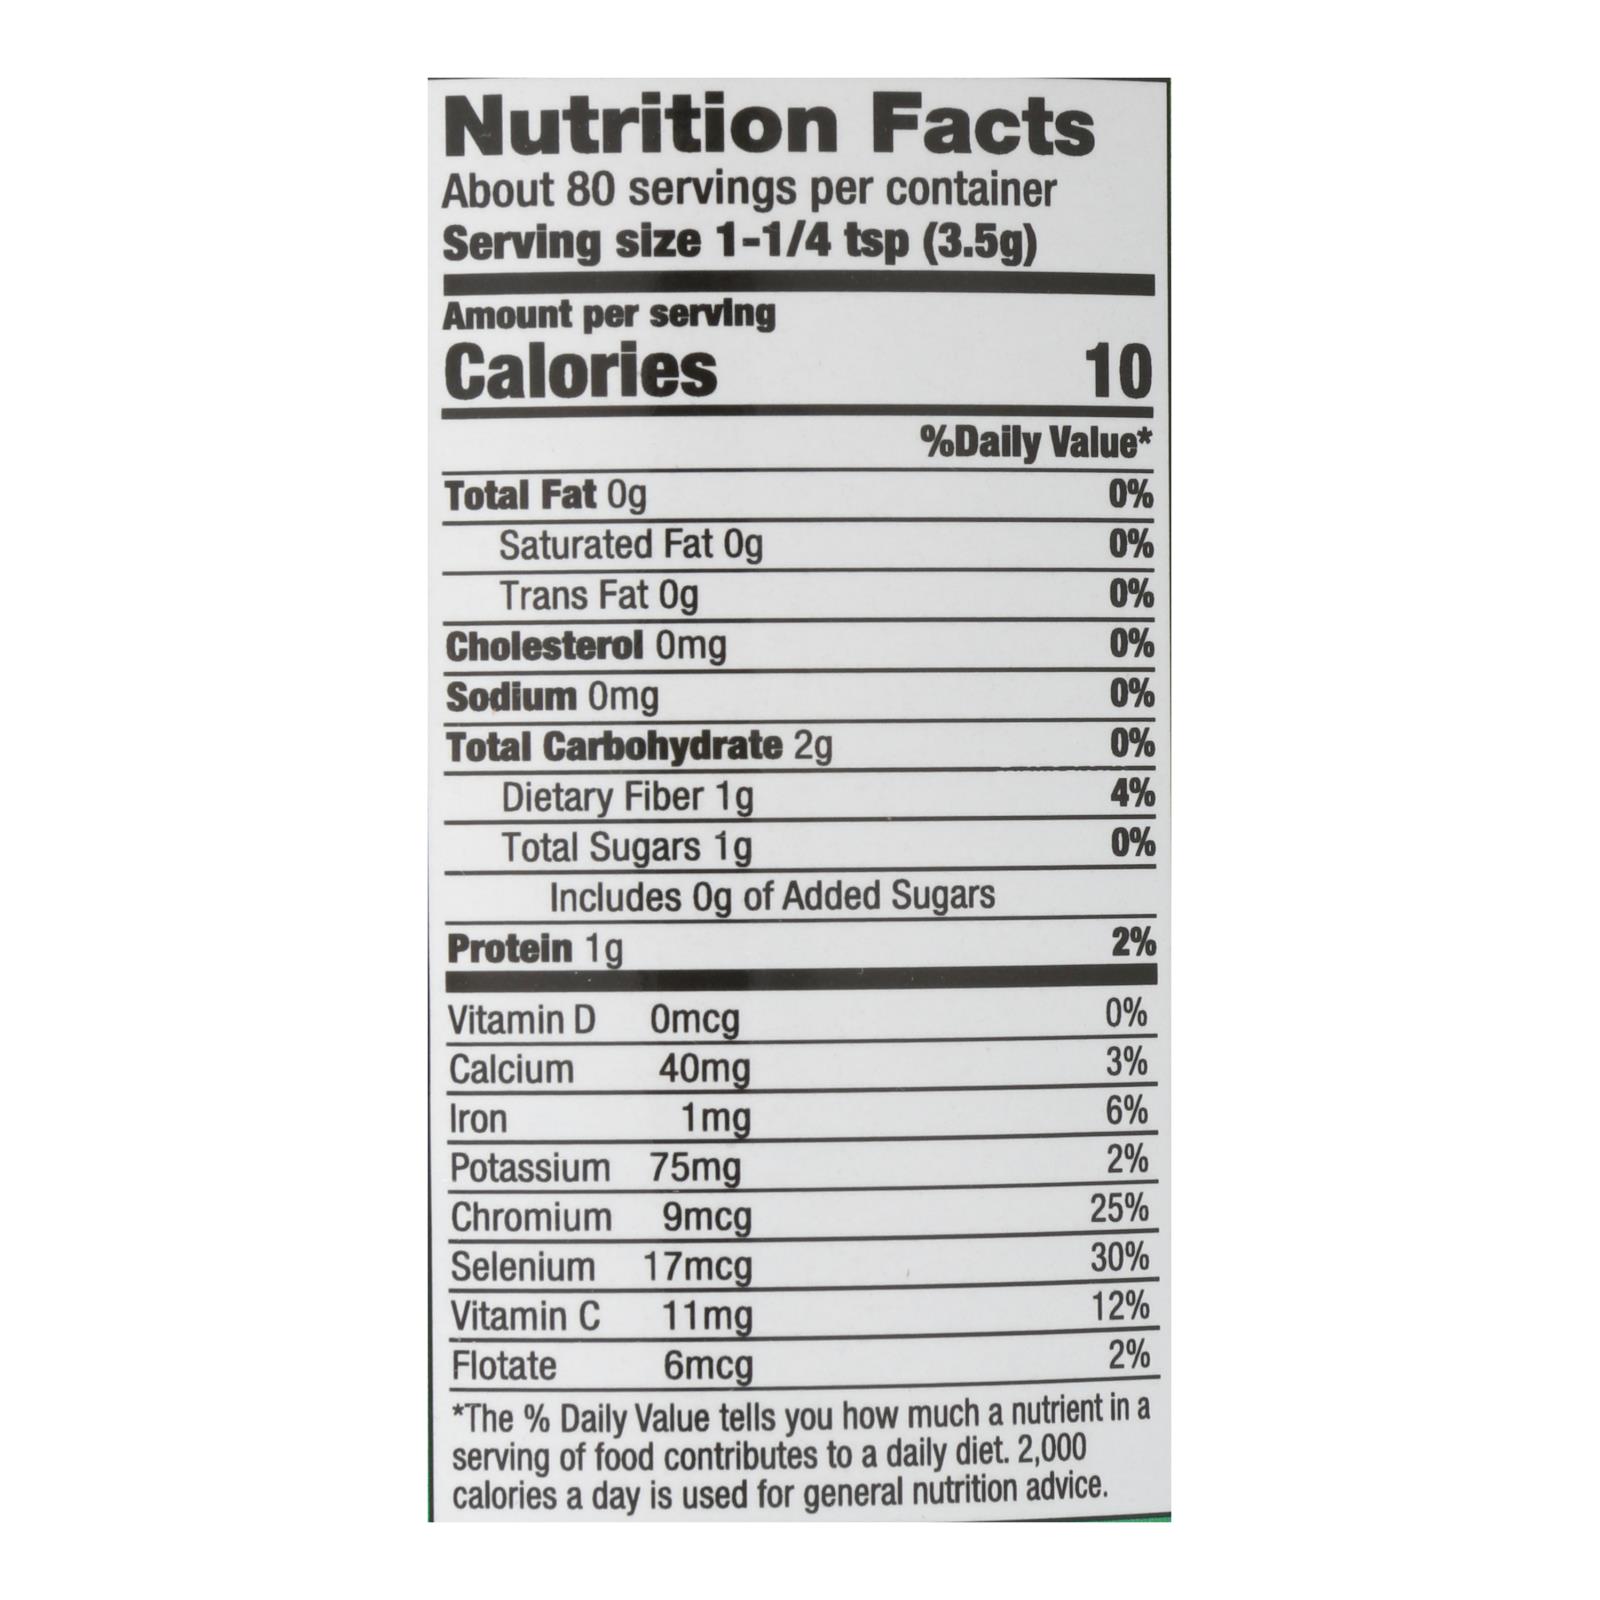 Nutrition Facts
About 80 servings per container
Serving size 1-1/4 tsp (3.5g)
Amount per serving
Calories 10
%Daily Value*
Total Fat 0g 0%
Saturated Fat 0g 0%
Trans Fat 0g 0%
Cholesterol 0mg 0%
Sodium 0mg 0%
Total Carbohydrate 2g 0%
Dietary Fiber 1g 4%
Total Sugars 1g 0%
Includes 0g of Added Sugars
Protein 1g 2%
Vitamin D 0mcg 0%
Calcium 40mg 3%
Iron 1mg 6%
Potassium 75mg 2%
Chromium 9mcg 25%
Selenium 17mcg 30%
Vitamin C 11mg 12%
Flotate 6mcg 2%
*The % Daily Value tells you how much a nutrient in a
serving of food contributes to a daily diet. 2,000
calories a day is used for general nutrition advice.